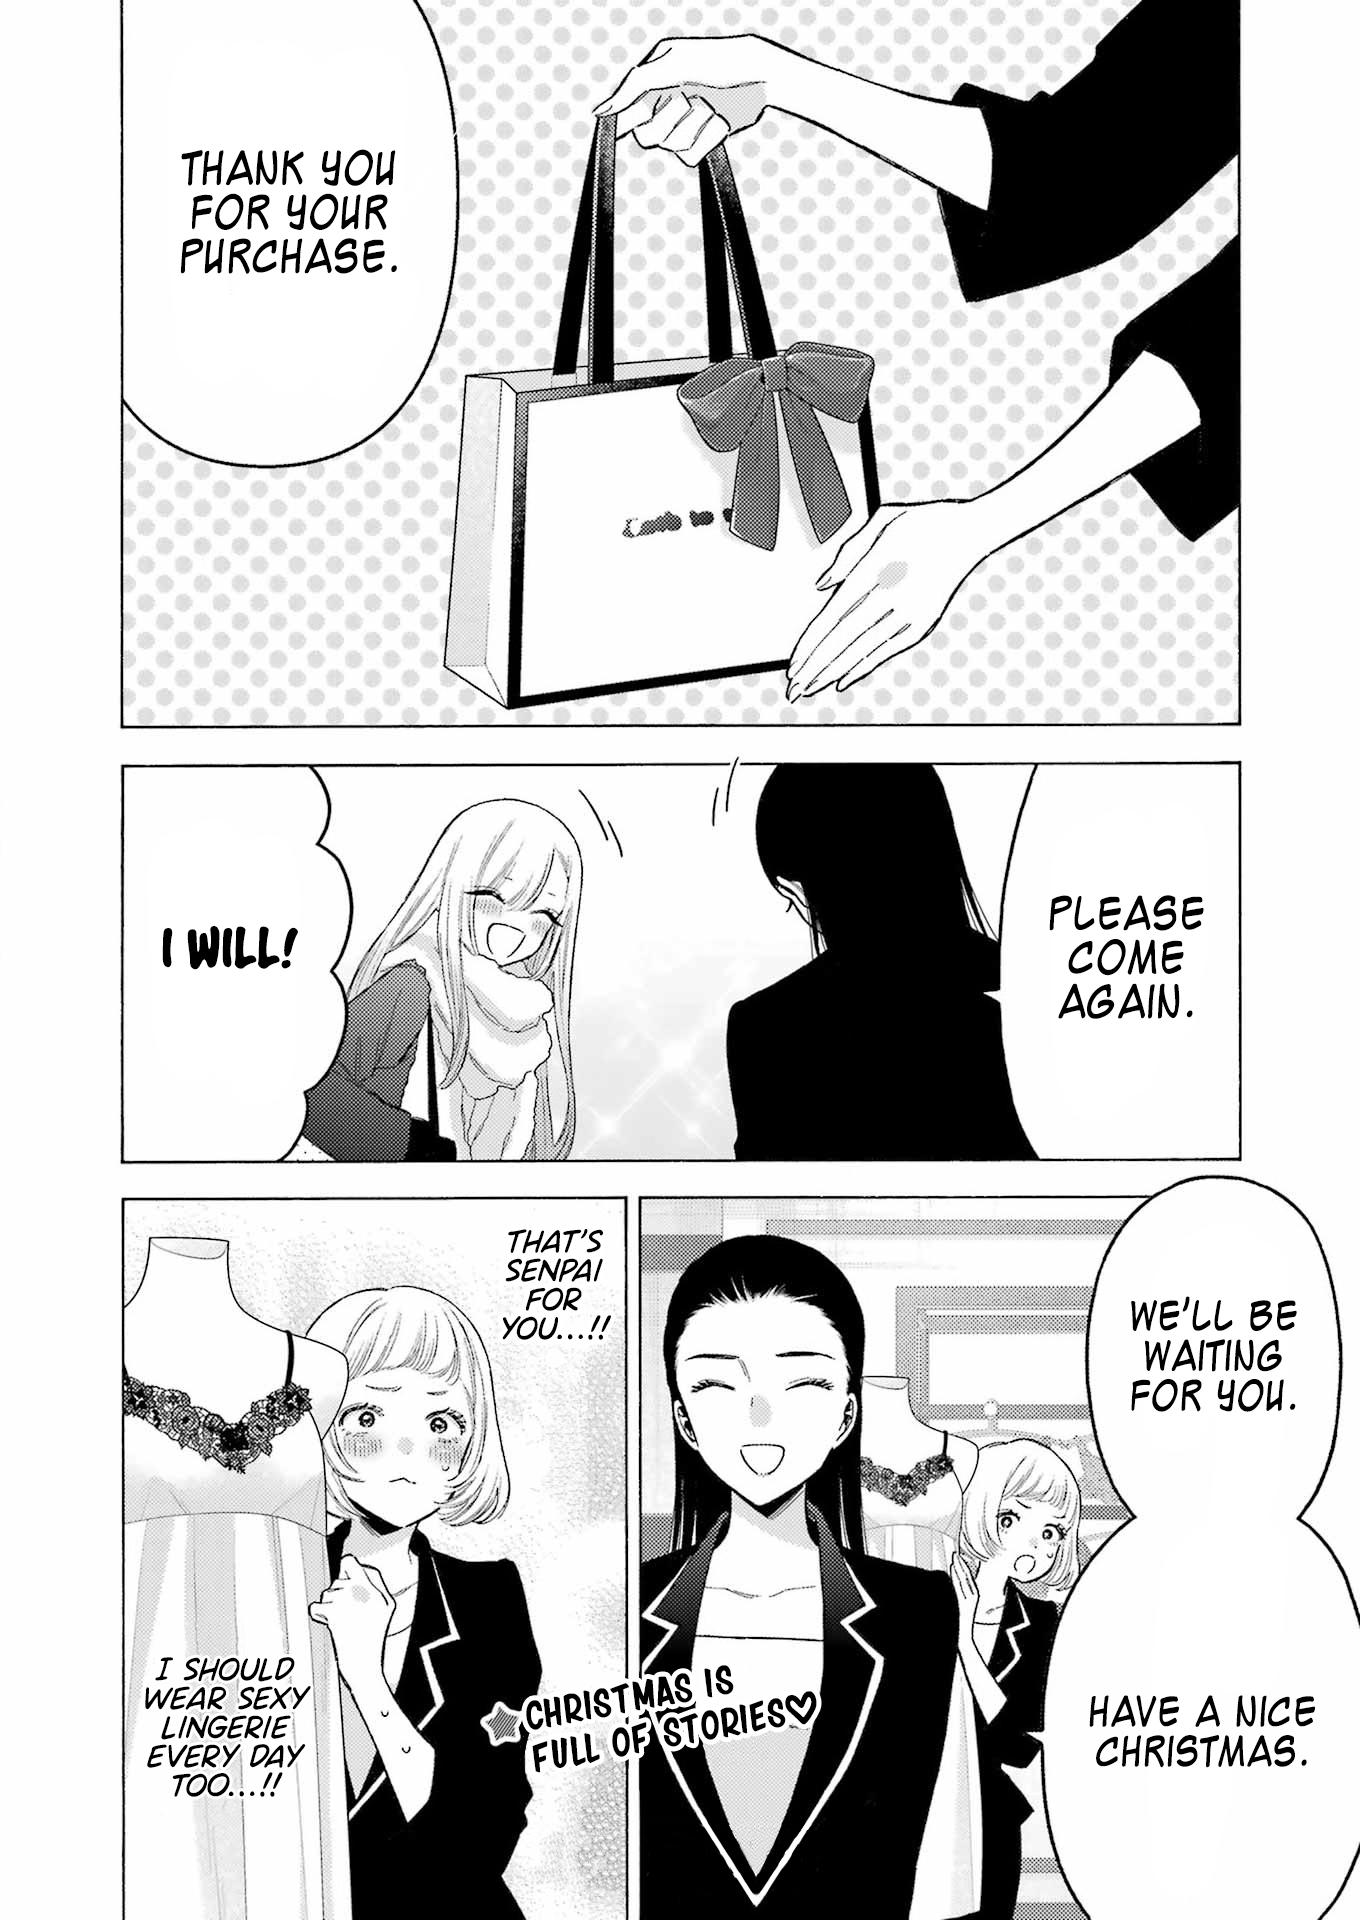 THANK YOU
FOR YOUR
PURCHASE.
PLEASE
COME
AGAIN.
I WILL!
WE'LL BE
WAITING
FOR YOU.
HAVE A NICE
CHRISTMAS.
THAT'S
SENPAI
FOR
YOU...!!
I SHOULD
WEAR SEXY
LINGERIE
EVERY DAY
TOO...!!
CHRISTMAS IS
FULL OF STORIES♡